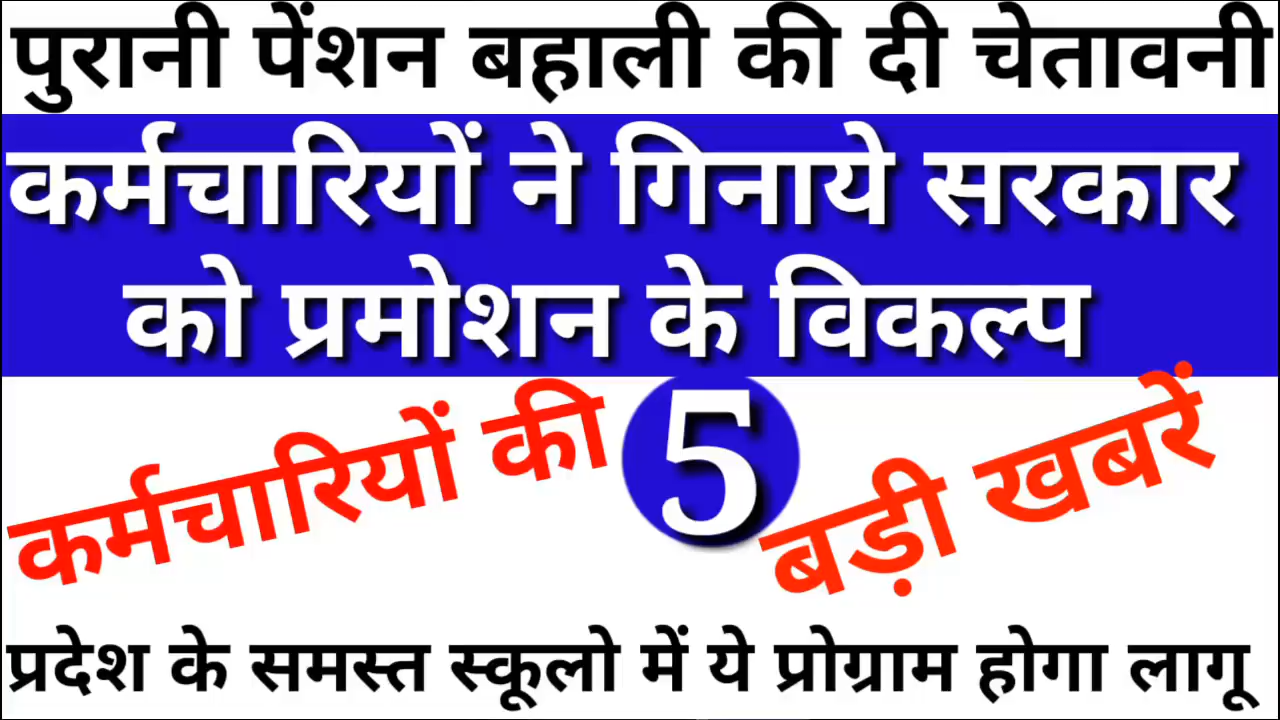 पुरानी पेंशन बहाली की दी चेतावनी
कर्मचारियों ने गिनाये सरकार
को प्रमोशन के विकल्प
कर्मचारियों की 5 बड़ी खबरें
प्रदेश के समस्त स्कूलो में ये प्रोग्राम होगा लागू